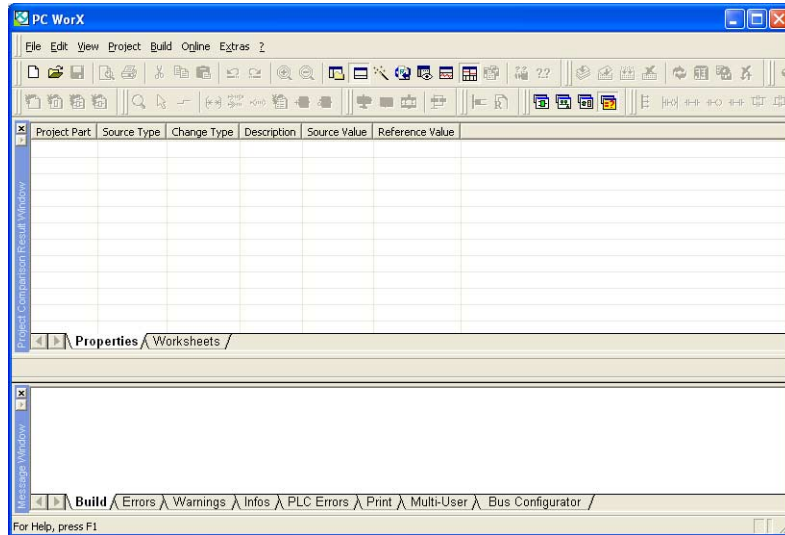 PC WorX
File Edit View Project Build Online Extras ?
Project Part Source Type Change Type Description Source Value Reference Value
Project Comparison Result Window
Properties Worksheets
Message Window
Build Errors Warnings Infos PLC Errors Print Multi-User Bus Configurator
For Help, press F1